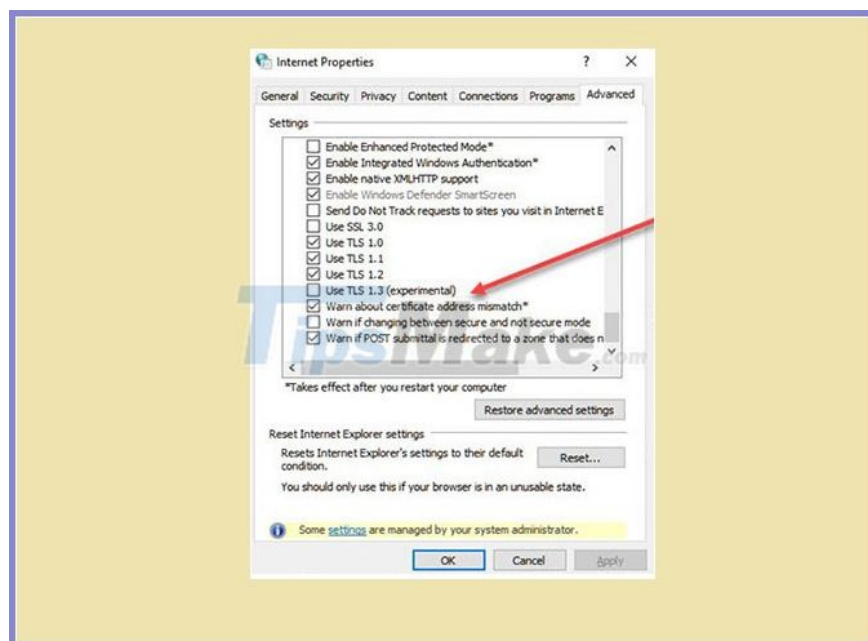 Internet Properties
?
General Security Privacy Content Connections Programs Advanced
Settings
Enable Enhanced Protected Mode*
Enable Integrated Windows Authentication*
Enable native XMLHTTP support
Enable Windows Defender SmartScreen
Send Do Not Track requests to sites you visit in Internet E
Use SSL 3.0
Use TLS 1.0
Use TLS 1.1
Use TLS 1.2
Use TLS 1.3 (experimental)
Warn about certificate address mismatch*
Warn if changing between secure and not secure mode
Warn if POST submittal is redirected to a zone that does n
TipsMake!.com
*Takes effect after you restart your computer
Restore advanced settings
Reset Internet Explorer settings
Resets Internet Explorer's settings to their default
condition.
Reset...
You should only use this if your browser is in an unusable state.
Some settings are managed by your system administrator.
OK Cancel Apply